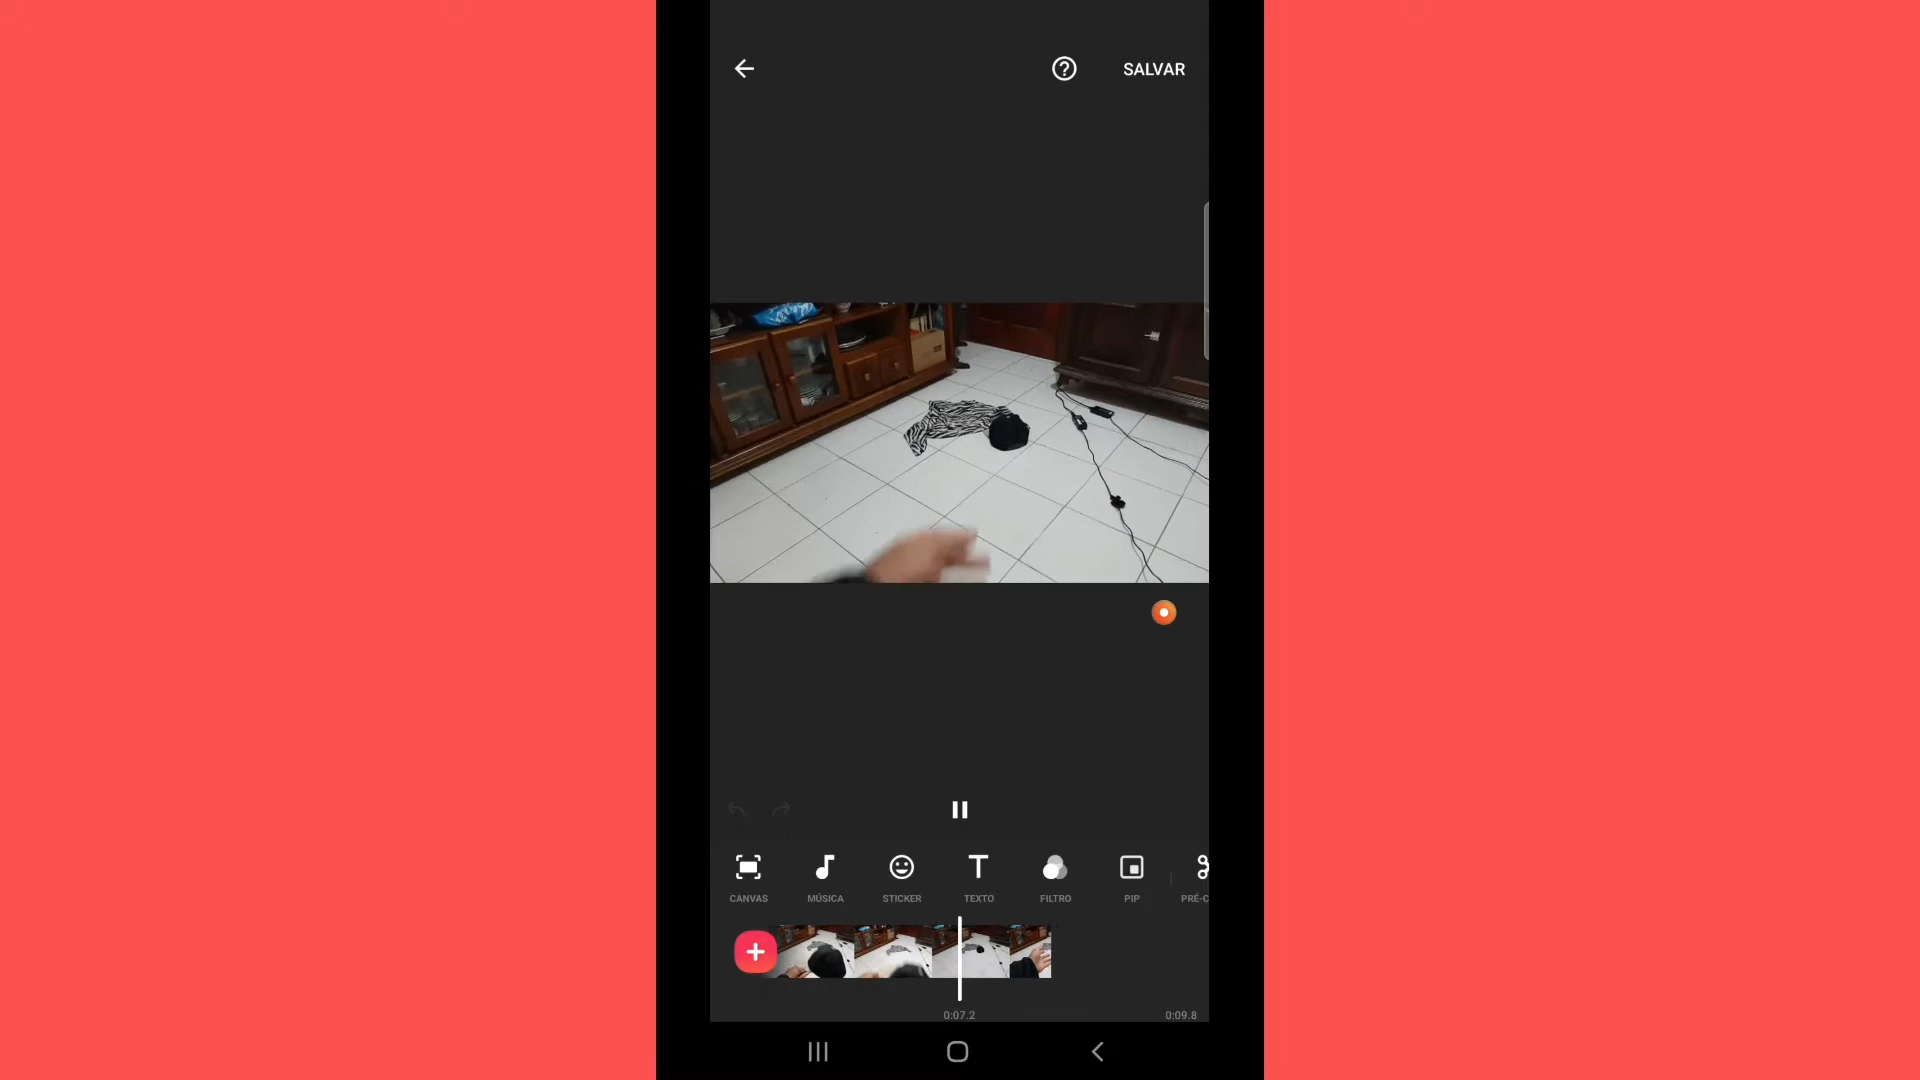 SALVAR
CANVAS
MÚSICA
STICKER
TEXTO
FILTRO
PIP
PRÉ-C
0:07.2
0:09.8